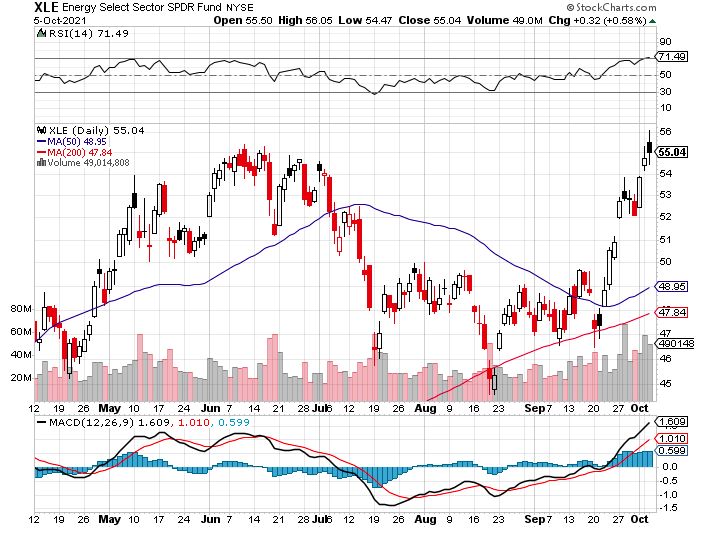 XLE Energy Select Sector SPDR Fund NYSE © StockCharts.com
5-Oct-2021 Open 55.50 High 56.05 Low 54.47 Close 55.04 Volume 49.0M Chg +0.32 (+0.58%)
RSI(14) 71.49
90
71.49
50
30
10
XLE (Daily) 55.04
MA(50) 48.95
MA(200) 47.84
Volume 49,014,808
56
55.04
54
53
52
51
50
48.95
47.84
47
490148
46
45
80M
60M
40M
20M
12 19 26 May 10 17 24 Jun 7 14 21 28 Jul 6 12 19 26 Aug 9 16 23 Sep 7 13 20 27 Oct
MACD(12,26,9) 1.609, 1.010, 0.599
1.609
1.010
0.599
0.0
-0.5
-1.0
-1.5
12 19 26 May 10 17 24 Jun 7 14 21 28 Jul 6 12 19 26 Aug 9 16 23 Sep 7 13 20 27 Oct